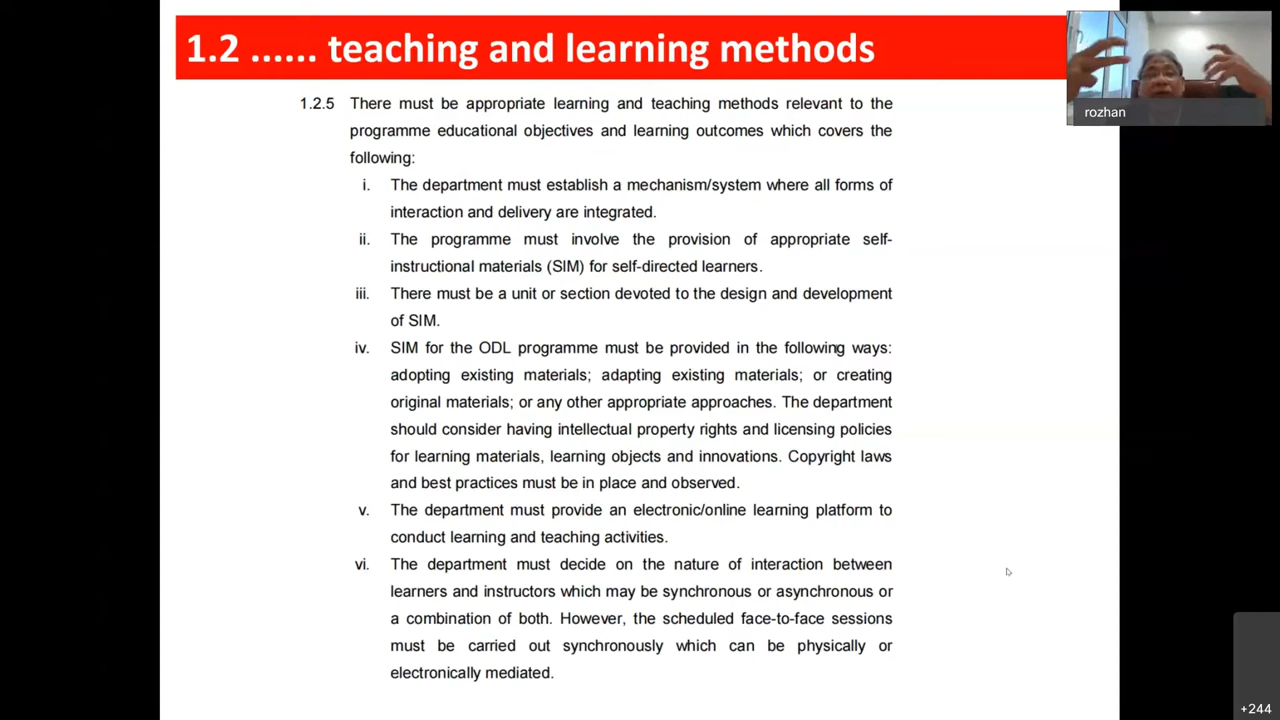 1.2 ...... teaching and learning methods
rozhan
1.2.5 There must be appropriate learning and teaching methods relevant to the
programme educational objectives and learning outcomes which covers the
following:
i. The department must establish a mechanism/system where all forms of
interaction and delivery are integrated.
ii. The programme must involve the provision of appropriate self-
instructional materials (SIM) for self-directed learners.
iii. There must be a unit or section devoted to the design and development
of SIM.
iv. SIM for the ODL programme must be provided in the following ways:
adopting existing materials; adapting existing materials; or creating
original materials; or any other appropriate approaches. The department
should consider having intellectual property rights and licensing policies
for learning materials, learning objects and innovations. Copyright laws
and best practices must be in place and observed.
v. The department must provide an electronic/online learning platform to
conduct learning and teaching activities.
vi. The department must decide on the nature of interaction between
learners and instructors which may be synchronous or asynchronous or
a combination of both. However, the scheduled face-to-face sessions
must be carried out synchronously which can be physically or
electronically mediated.
+244